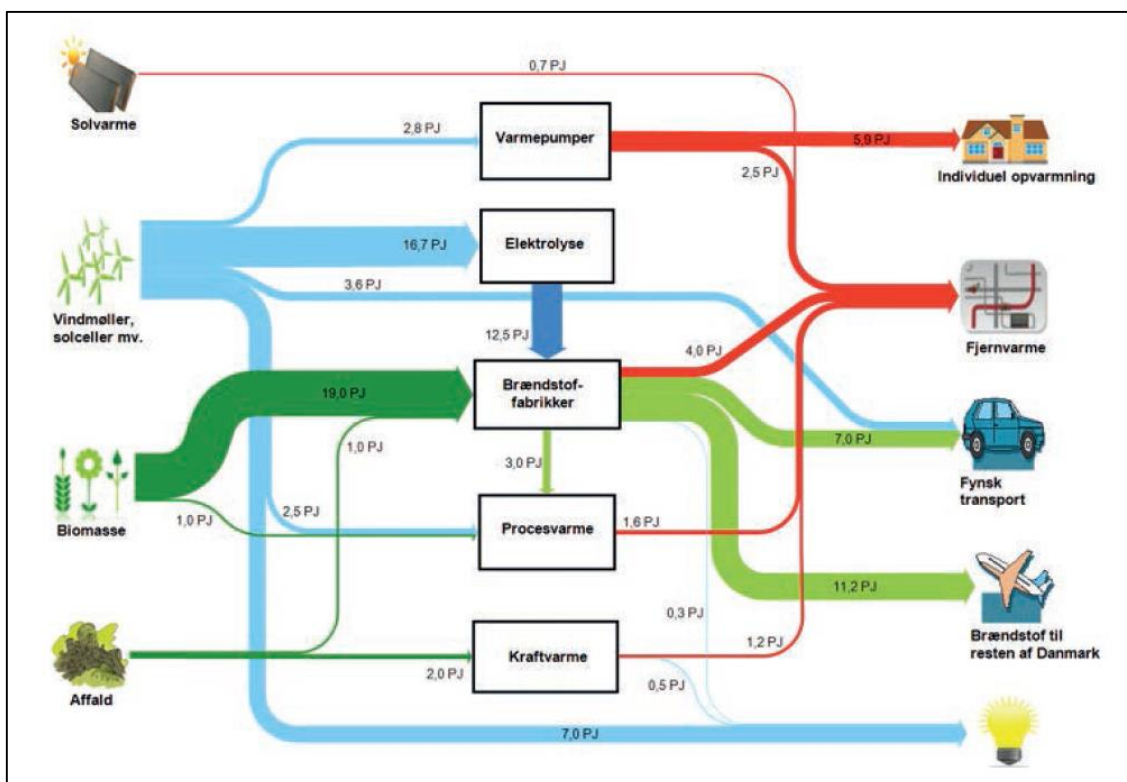 0,7 PJ
Solvarme
2,8 PJ
Varmepumper
5,9 PJ
2,5 PJ
Individuel opvarmning
16,7 PJ
Elektrolyse
3,6 PJ
Vindmøller,
solceller mv.
12,5 PJ
4,0 PJ
Fjernvarme
19,0 PJ
Brændstof-
fabrikker
1,0 PJ
7,0 PJ
3,0 PJ
Fynsk
transport
Biomasse
1,0 PJ
2,5 PJ
Procesvarme
1,6 PJ
11,2 PJ
0,3 PJ
Brændstof til
resten af Danmark
Affald
2,0 PJ
Kraftvarme
1,2 PJ
0,5 PJ
7,0 PJ